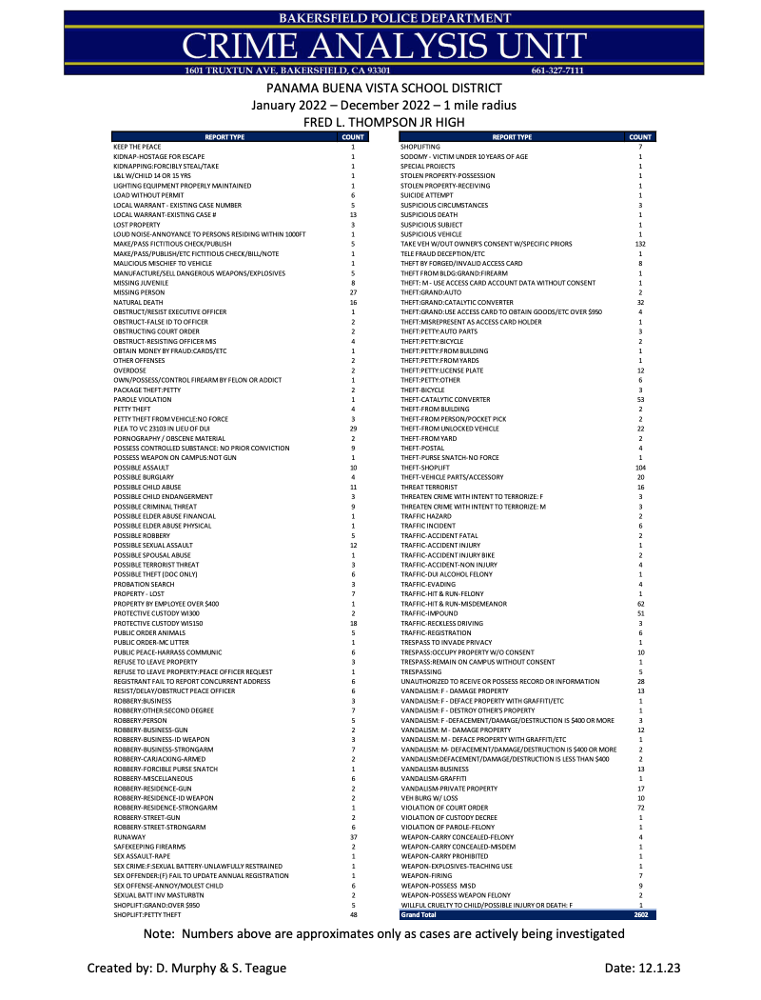 BAKERSFIELD POLICE DEPARTMENT
CRIME ANALYSIS UNIT
1601 TRUXTUN AVE, BAKERSFIELD, CA 93301 661-327-7111
PANAMA BUENA VISTA SCHOOL DISTRICT
January 2022 – December 2022 – 1 mile radius
FRED L. THOMPSON JR HIGH
REPORT TYPE COUNT
KEEP THE PEACE 1
KIDNAP-HOSTAGE FOR ESCAPE 1
KIDNAPPING:FORCIBLY STEAL/TAKE 1
L&L W/CHILD 14 OR 15 YRS 1
LIGHTING EQUIPMENT PROPERLY MAINTAINED 1
LOAD WITHOUT PERMIT 6
LOCAL WARRANT - EXISTING CASE NUMBER 5
LOCAL WARRANT-EXISTING CASE # 13
LOST PROPERTY 3
LOUD NOISE-ANNOYANCE TO PERSONS RESIDING WITHIN 1000FT 1
MAKE/PASS FICTITIOUS CHECK/PUBLISH 5
MAKE/PASS/PUBLISH/ETC FICTITIOUS CHECK/BILL/NOTE 1
MALICIOUS MISCHIEF TO VEHICLE 1
MANUFACTURE/SELL DANGEROUS WEAPONS/EXPLOSIVES 5
MISSING JUVENILE 8
MISSING PERSON 27
NATURAL DEATH 16
OBSTRUCT/RESIST EXECUTIVE OFFICER 1
OBSTRUCT-FALSE ID TO OFFICER 2
OBSTRUCTING COURT ORDER 2
OBSTRUCT-RESISTING OFFICER MIS 4
OBTAIN MONEY BY FRAUD:CARDS/ETC 1
OTHER OFFENSES 2
OVERDOSE 2
OWN/POSSESS/CONTROL FIREARM BY FELON OR ADDICT 1
PACKAGE THEFT:PETTY 2
PAROLE VIOLATION 1
PETTY THEFT 4
PETTY THEFT FROM VEHICLE:NO FORCE 3
PLEA TO VC 23103 IN LIEU OF DUI 29
PORNOGRAPHY / OBSCENE MATERIAL 2
POSSESS CONTROLLED SUBSTANCE: NO PRIOR CONVICTION 9
POSSESS WEAPON ON CAMPUS:NOT GUN 1
POSSIBLE ASSAULT 10
POSSIBLE BURGLARY 4
POSSIBLE CHILD ABUSE 11
POSSIBLE CHILD ENDANGERMENT 3
POSSIBLE CRIMINAL THREAT 9
POSSIBLE ELDER ABUSE FINANCIAL 1
POSSIBLE ELDER ABUSE PHYSICAL 1
POSSIBLE ROBBERY 5
POSSIBLE SEXUAL ASSAULT 12
POSSIBLE SPOUSAL ABUSE 1
POSSIBLE TERRORIST THREAT 3
POSSIBLE THEFT (DOC ONLY) 6
PROBATION SEARCH 3
PROPERTY - LOST 7
PROPERTY BY EMPLOYEE OVER $400 1
PROTECTIVE CUSTODY WI300 2
PROTECTIVE CUSTODY WI5150 18
PUBLIC ORDER ANIMALS 5
PUBLIC ORDER-MC LITTER 1
PUBLIC PEACE-HARRASS COMMUNIC 6
REFUSE TO LEAVE PROPERTY 3
REFUSE TO LEAVE PROPERTY:PEACE OFFICER REQUEST 1
REGISTRANT FAIL TO REPORT CONCURRENT ADDRESS 6
RESIST/DELAY/OBSTRUCT PEACE OFFICER 6
ROBBERY:BUSINESS 3
ROBBERY:OTHER:SECOND DEGREE 7
ROBBERY:PERSON 5
ROBBERY-BUSINESS-GUN 2
ROBBERY-BUSINESS-ID WEAPON 3
ROBBERY-BUSINESS-STRONGARM 7
ROBBERY-CARJACKING-ARMED 2
ROBBERY-FORCIBLE PURSE SNATCH 1
ROBBERY-MISCELLANEOUS 6
ROBBERY-RESIDENCE-GUN 2
ROBBERY-RESIDENCE-ID WEAPON 2
ROBBERY-RESIDENCE-STRONGARM 1
ROBBERY-STREET-GUN 2
ROBBERY-STREET-STRONGARM 6
RUNAWAY 37
SAFEKEEPING FIREARMS 2
SEX ASSAULT-RAPE 1
SEX CRIME:F:SEXUAL BATTERY-UNLAWFULLY RESTRAINED 1
SEX OFFENDER:(F) FAIL TO UPDATE ANNUAL REGISTRATION 1
SEX OFFENSE-ANNOY/MOLEST CHILD 6
SEXUAL BATT INV MASTURBTN 2
SHOPLIFT:GRAND:OVER $950 5
SHOPLIFT:PETTY THEFT 48
REPORT TYPE COUNT
SHOPLIFTING 7
SODOMY - VICTIM UNDER 10 YEARS OF AGE 1
SPECIAL PROJECTS 1
STOLEN PROPERTY-POSSESSION 1
STOLEN PROPERTY-RECEIVING 1
SUICIDE ATTEMPT 1
SUSPICIOUS CIRCUMSTANCES 3
SUSPICIOUS DEATH 1
SUSPICIOUS SUBJECT 1
SUSPICIOUS VEHICLE 1
TAKE VEH W/OUT OWNER'S CONSENT W/SPECIFIC PRIORS 132
TELE FRAUD DECEPTION/ETC 1
THEFT BY FORGED/INVALID ACCESS CARD 8
THEFT FROM BLDG:GRAND:FIREARM 1
THEFT: M - USE ACCESS CARD ACCOUNT DATA WITHOUT CONSENT 1
THEFT:GRAND:AUTO 2
THEFT:GRAND:CATALYTIC CONVERTER 32
THEFT:GRAND:USE ACCESS CARD TO OBTAIN GOODS/ETC OVER $950 4
THEFT:MISREPRESENT AS ACCESS CARD HOLDER 1
THEFT:PETTY:AUTO PARTS 3
THEFT:PETTY:BICYCLE 2
THEFT:PETTY:FROM BUILDING 1
THEFT:PETTY:FROM YARDS 1
THEFT:PETTY:LICENSE PLATE 12
THEFT:PETTY:OTHER 6
THEFT-BICYCLE 3
THEFT-CATALYTIC CONVERTER 53
THEFT-FROM BUILDING 2
THEFT-FROM PERSON/POCKET PICK 2
THEFT-FROM UNLOCKED VEHICLE 22
THEFT-FROM YARD 2
THEFT-POSTAL 4
THEFT-PURSE SNATCH-NO FORCE 1
THEFT-SHOPLIFT 104
THEFT-VEHICLE PARTS/ACCESSORY 20
THREAT TERRORIST 16
THREATEN CRIME WITH INTENT TO TERRORIZE: F 3
THREATEN CRIME WITH INTENT TO TERRORIZE: M 3
TRAFFIC HAZARD 2
TRAFFIC INCIDENT 6
TRAFFIC-ACCIDENT FATAL 2
TRAFFIC-ACCIDENT INJURY 1
TRAFFIC-ACCIDENT INJURY BIKE 2
TRAFFIC-ACCIDENT-NON INJURY 4
TRAFFIC-DUI ALCOHOL FELONY 1
TRAFFIC-EVADING 4
TRAFFIC-HIT & RUN-FELONY 1
TRAFFIC-HIT & RUN-MISDEMEANOR 62
TRAFFIC-IMPOUND 51
TRAFFIC-RECKLESS DRIVING 3
TRAFFIC-REGISTRATION 6
TRESPASS TO INVADE PRIVACY 1
TRESPASS:OCCUPY PROPERTY W/O CONSENT 10
TRESPASS:REMAIN ON CAMPUS WITHOUT CONSENT 1
TRESPASSING 5
UNAUTHORIZED TO RCEIVE OR POSSESS RECORD OR INFORMATION 28
VANDALISM: F - DAMAGE PROPERTY 13
VANDALISM: F - DEFACE PROPERTY WITH GRAFFITI/ETC 1
VANDALISM: F - DESTROY OTHER'S PROPERTY 1
VANDALISM: F -DEFACEMENT/DAMAGE/DESTRUCTION IS $400 OR MORE 3
VANDALISM: M - DAMAGE PROPERTY 12
VANDALISM: M - DEFACE PROPERTY WITH GRAFFITI/ETC 1
VANDALISM: M- DEFACEMENT/DAMAGE/DESTRUCTION IS $400 OR MORE 2
VANDALISM:DEFACEMENT/DAMAGE/DESTRUCTION IS LESS THAN $400 2
VANDALISM-BUSINESS 13
VANDALISM-GRAFFITI 1
VANDALISM-PRIVATE PROPERTY 17
VEH BURG W/ LOSS 10
VIOLATION OF COURT ORDER 72
VIOLATION OF CUSTODY DECREE 1
VIOLATION OF PAROLE-FELONY 1
WEAPON-CARRY CONCEALED-FELONY 4
WEAPON-CARRY CONCEALED-MISDEM 1
WEAPON-CARRY PROHIBITED 1
WEAPON-EXPLOSIVES-TEACHING USE 1
WEAPON-FIRING 7
WEAPON-POSSESS MISD 9
WEAPON-POSSESS WEAPON FELONY 2
WILLFUL CRUELTY TO CHILD/POSSIBLE INJURY OR DEATH: F 1
Grand Total 2602
Note: Numbers above are approximates only as cases are actively being investigated
Created by: D. Murphy & S. Teague Date: 12.1.23